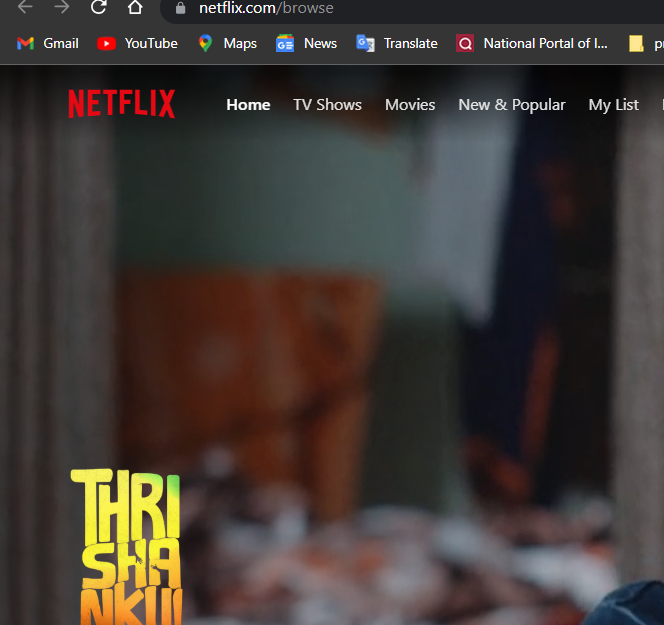 netflix.com/browse
Gmail YouTube Maps News Translate National Portal of I...
NETFLIX Home TV Shows Movies New & Popular My List
THRI
SHA
NKU